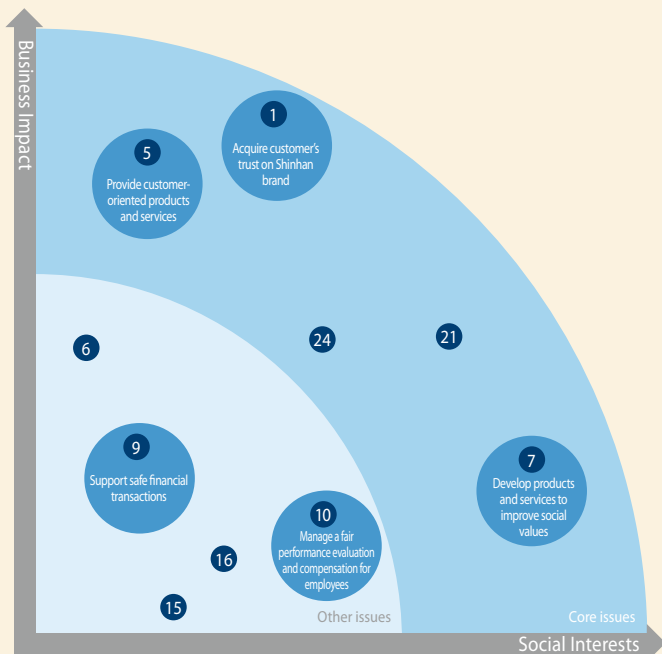 Business Impact
1
Acquire customer's
trust on Shinhan
brand
5
Provide customer-
oriented products
and services
24
21
6
9
Support safe financial
transactions
7
Develop products
and services to
improve social
values
10
Manage a fair
performance evaluation
and compensation for
employees
16
15
Other issues
Core issues
Social Interests